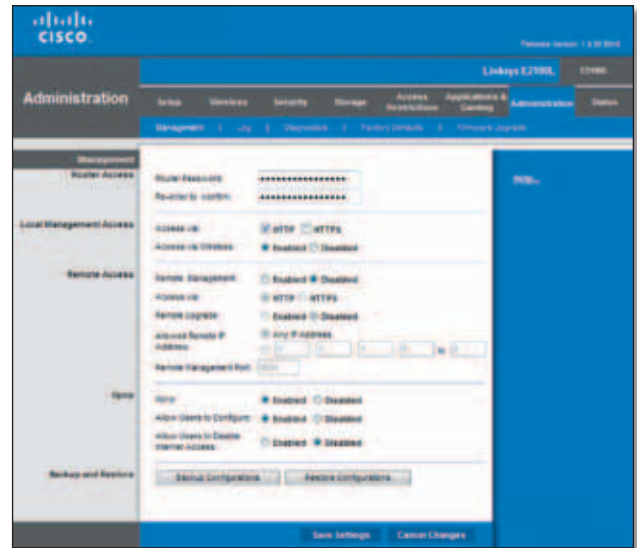 CISCO
Firmware Version:
Linksys E2100L E2100L
Administration
Setup Wireless Security Storage Access Restrictions Applications & Gaming Administration Status
Management | Log | Diagnostics | Factory Defaults | Firmware Upgrade
Management
Router Access
Router Password:
Re-enter to confirm:
Local Management Access
Access via: HTTP HTTPS
Access via Wireless: Enabled Disabled
Remote Access
Remote Management: Enabled Disabled
Access via: HTTP HTTPS
Remote Upgrade: Enabled Disabled
Allowed Remote IP Address: Any IP Address
to
Remote Management Port:
Enabled Disabled
Allow Users to Configure: Enabled Disabled
Allow Users to Disable Internet Access: Enabled Disabled
Backup and Restore
Backup Configurations Restore Configurations
Help...
Save Settings Cancel Changes